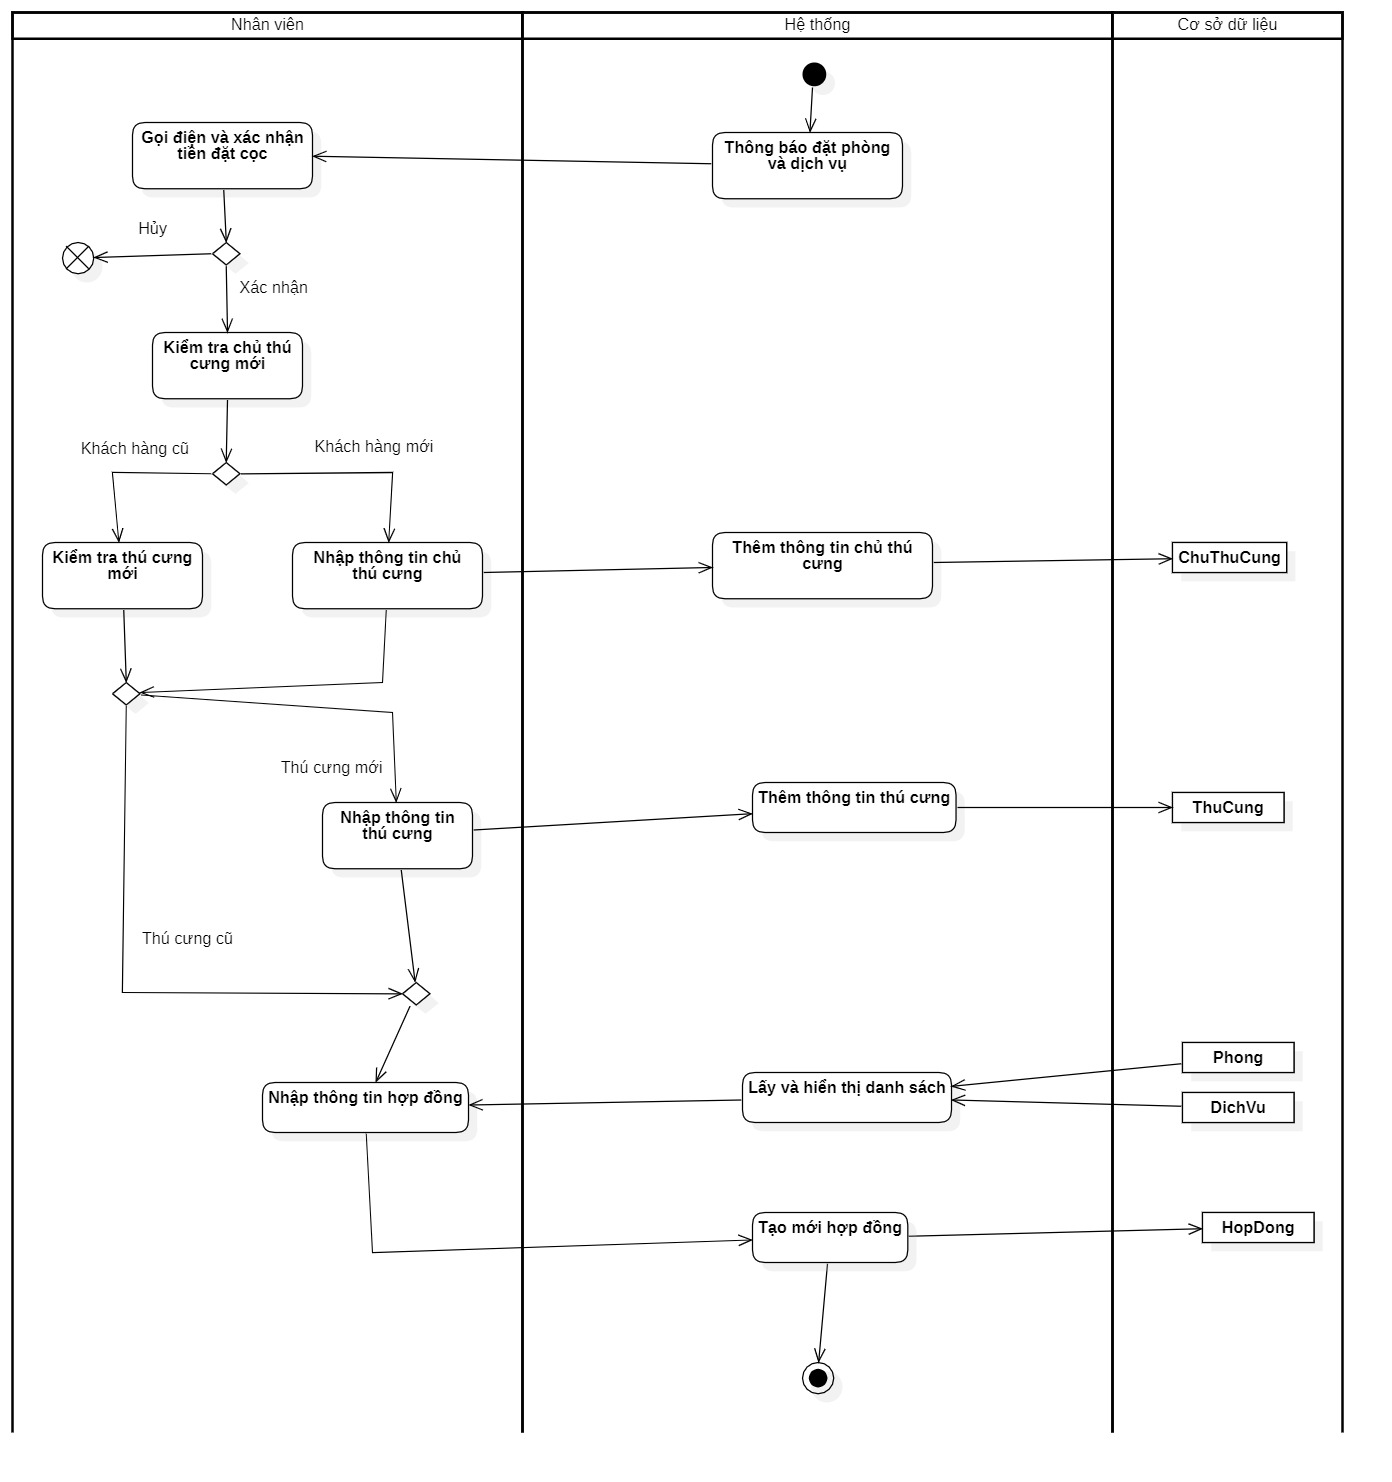 Nhân viên
Hệ thống
Cơ sở dữ liệu
Gọi điện và xác nhận
tiền đặt cọc
Thông báo đặt phòng
và dịch vụ
Hủy
Xác nhận
Kiểm tra chủ thú
cưng mới
Khách hàng cũ
Khách hàng mới
Kiểm tra thú cưng
mới
Nhập thông tin chủ
thú cưng
Thêm thông tin chủ thú
cưng
ChuThuCung
Thú cưng mới
Nhập thông tin
thú cưng
Thêm thông tin thú cưng
ThuCung
Thú cưng cũ
Phong
Lấy và hiển thị danh sách
Nhập thông tin hợp đồng
DichVu
Tạo mới hợp đồng
HopDong